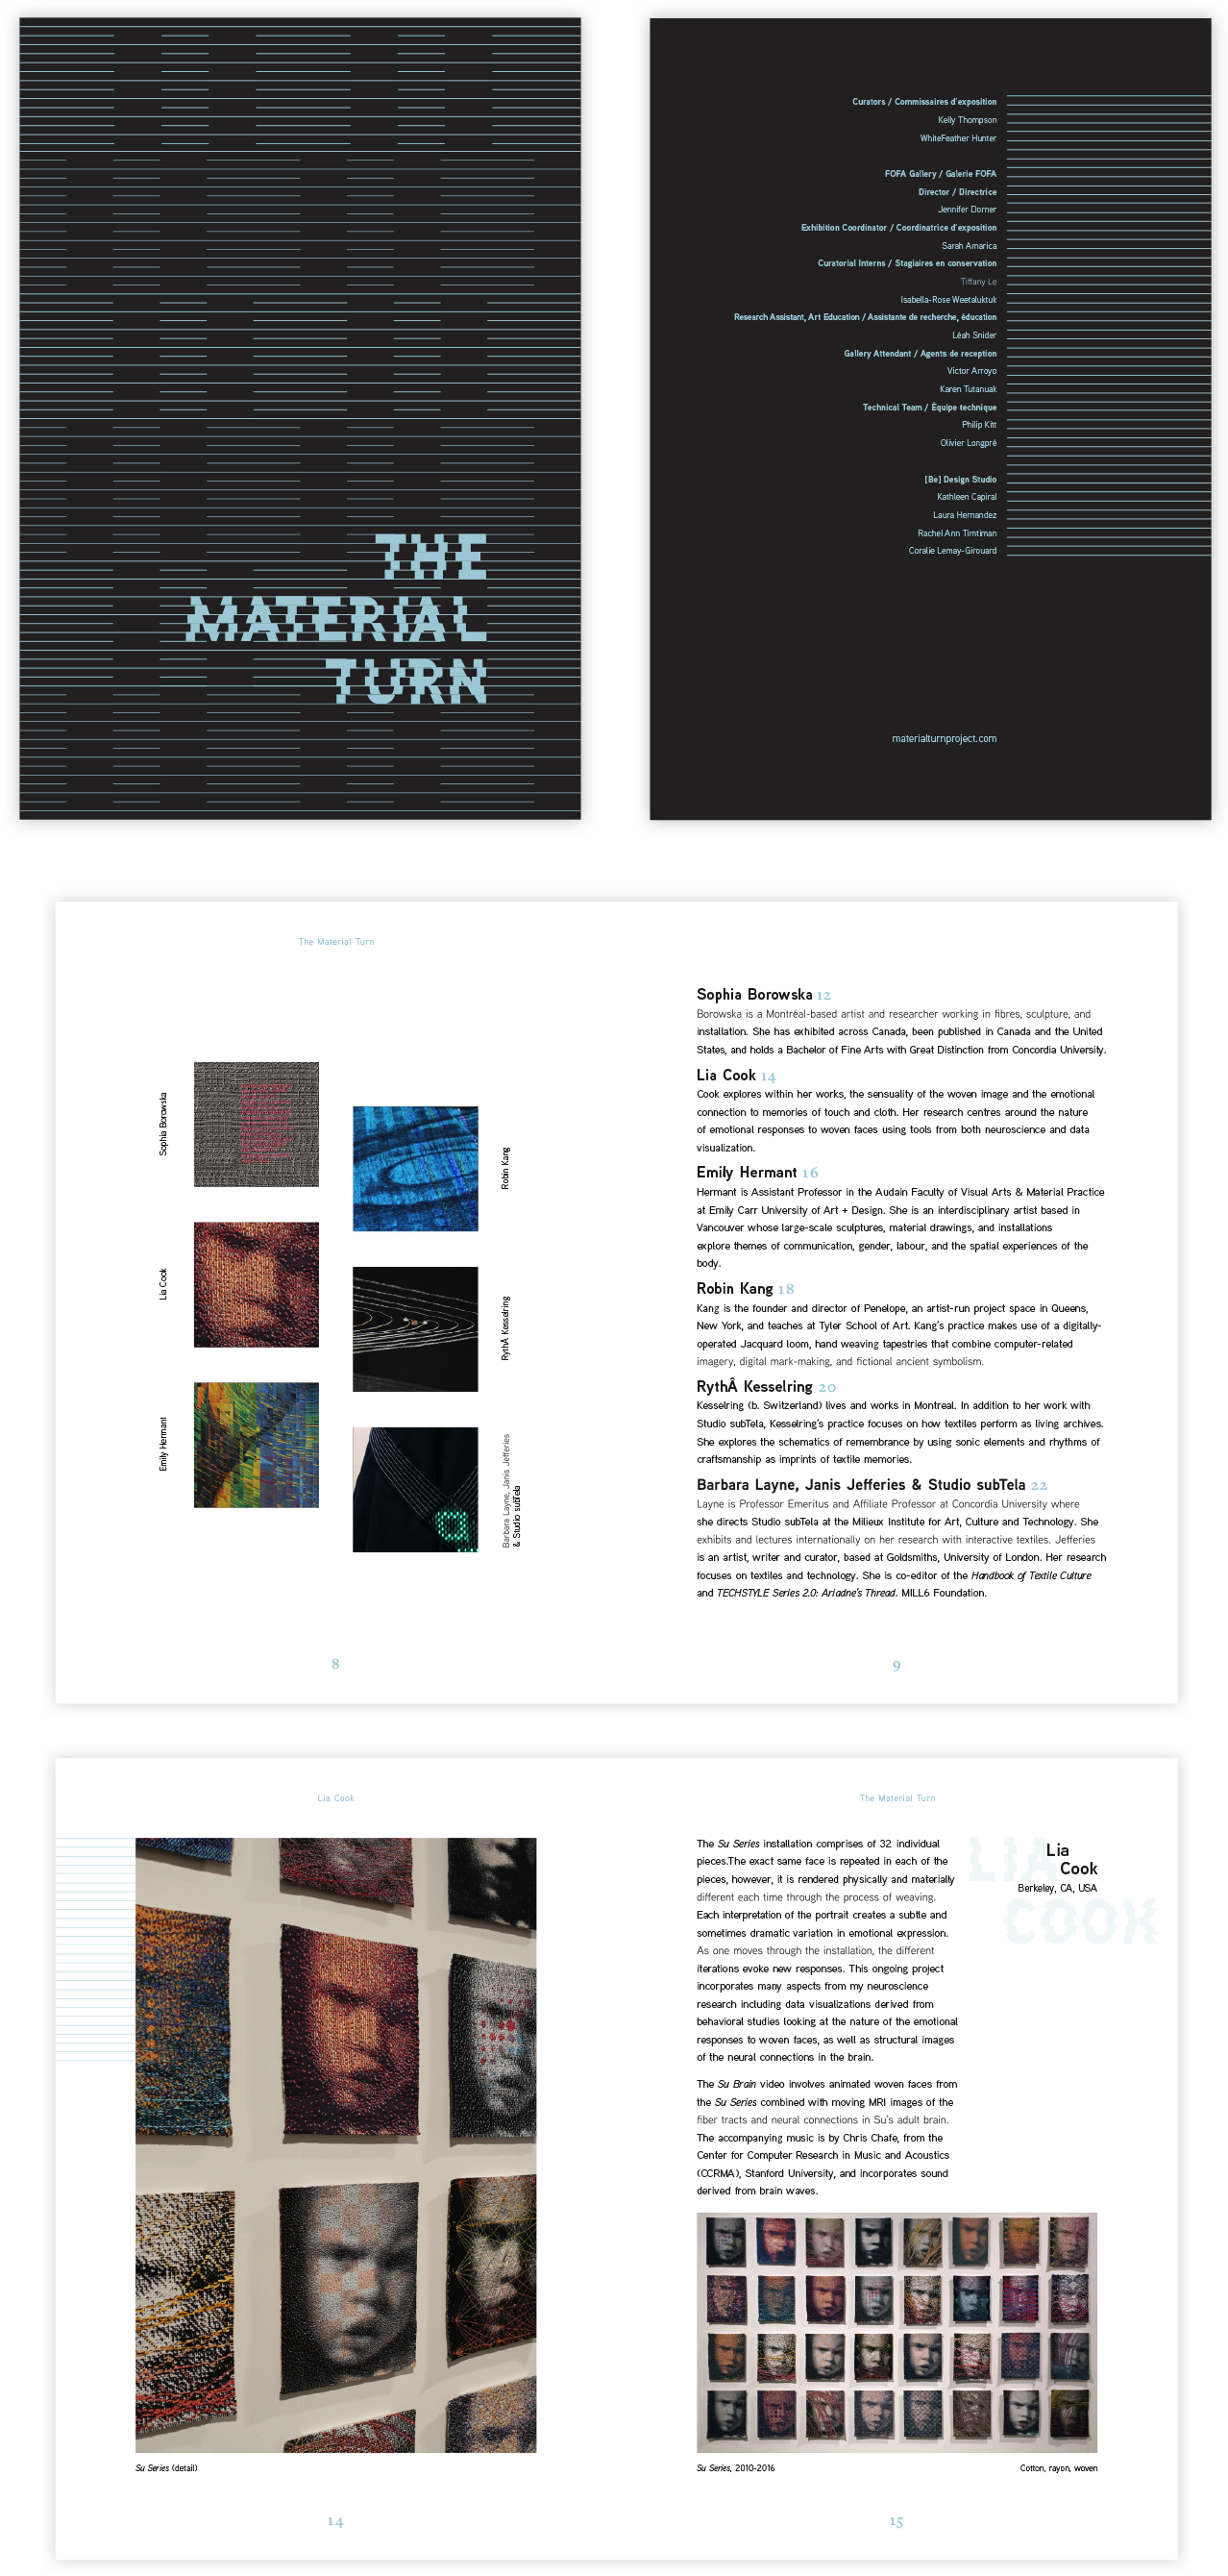 THE
MATERIAL
TURN
Curators / Commissaires d'exposition
Kelly Thompson
WhiteFeather Hunter
FOFA Gallery / Galerie FOFA
Director / Directrice
Jennifer Dorner
Exhibition Coordinator / Coordinatrice d'exposition
Sarah Amarica
Curatorial Interns / Stagiaires en conservation
Tiffany Le
Isabella-Rose Weetaluktuk
Research Assistant, Art Education / Assistante de recherche, éducation
Léah Snider
Gallery Attendant / Agents de reception
Victor Arroyo
Karen Tutanuak
Technical Team / Équipe technique
Philip Kitt
Olivier Longpré
[Be] Design Studio
Kathleen Capiral
Laura Hernandez
Rachel Ann Timtiman
Coralie Lemay-Girouard
materialturnproject.com
The Material Turn
Sophia Borowska
Lia Cook
Emily Hermant
Robin Kang
RythÂ Kesselring
Barbara Layne, Janis Jefferies
& Studio subTela
8
Sophia Borowska 12
Borowska is a Montréal-based artist and researcher working in fibres, sculpture, and
installation. She has exhibited across Canada, been published in Canada and the United
States, and holds a Bachelor of Fine Arts with Great Distinction from Concordia University.
Lia Cook 14
Cook explores within her works, the sensuality of the woven image and the emotional
connection to memories of touch and cloth. Her research centres around the nature
of emotional responses to woven faces using tools from both neuroscience and data
visualization.
Emily Hermant 16
Hermant is Assistant Professor in the Audain Faculty of Visual Arts & Material Practice
at Emily Carr University of Art + Design. She is an interdisciplinary artist based in
Vancouver whose large-scale sculptures, material drawings, and installations
explore themes of communication, gender, labour, and the spatial experiences of the
body.
Robin Kang 18
Kang is the founder and director of Penelope, an artist-run project space in Queens,
New York, and teaches at Tyler School of Art. Kang's practice makes use of a digitally-
operated Jacquard loom, hand weaving tapestries that combine computer-related
imagery, digital mark-making, and fictional ancient symbolism.
RythÂ Kesselring 20
Kesselring (b. Switzerland) lives and works in Montreal. In addition to her work with
Studio subTela, Kesselring's practice focuses on how textiles perform as living archives.
She explores the schematics of remembrance by using sonic elements and rhythms of
craftsmanship as imprints of textile memories.
Barbara Layne, Janis Jefferies & Studio subTela 22
Layne is Professor Emeritus and Affiliate Professor at Concordia University where
she directs Studio subTela at the Milieux Institute for Art, Culture and Technology. She
exhibits and lectures internationally on her research with interactive textiles. Jefferies
is an artist, writer and curator, based at Goldsmiths, University of London. Her research
focuses on textiles and technology. She is co-editor of the Handbook of Textile Culture
and TECHSTYLE Series 2.0: Ariadne's Thread. MILL6 Foundation.
9
Lia Cook
Su Series (detail)
14
The Material Turn
The Su Series installation comprises of 32 individual
pieces.The exact same face is repeated in each of the
pieces, however, it is rendered physically and materially
different each time through the process of weaving.
Each interpretation of the portrait creates a subtle and
sometimes dramatic variation in emotional expression.
As one moves through the installation, the different
iterations evoke new responses. This ongoing project
incorporates many aspects from my neuroscience
research including data visualizations derived from
behavioral studies looking at the nature of the emotional
responses to woven faces, as well as structural images
of the neural connections in the brain.
The Su Brain video involves animated woven faces from
the Su Series combined with moving MRI images of the
fiber tracts and neural connections in Su's adult brain.
The accompanying music is by Chris Chafe, from the
Center for Computer Research in Music and Acoustics
(CCRMA), Stanford University, and incorporates sound
derived from brain waves.
LIA
COOK
Lia
Cook
Berkeley, CA, USA
Su Series, 2010-2016
Cotton, rayon, woven
15